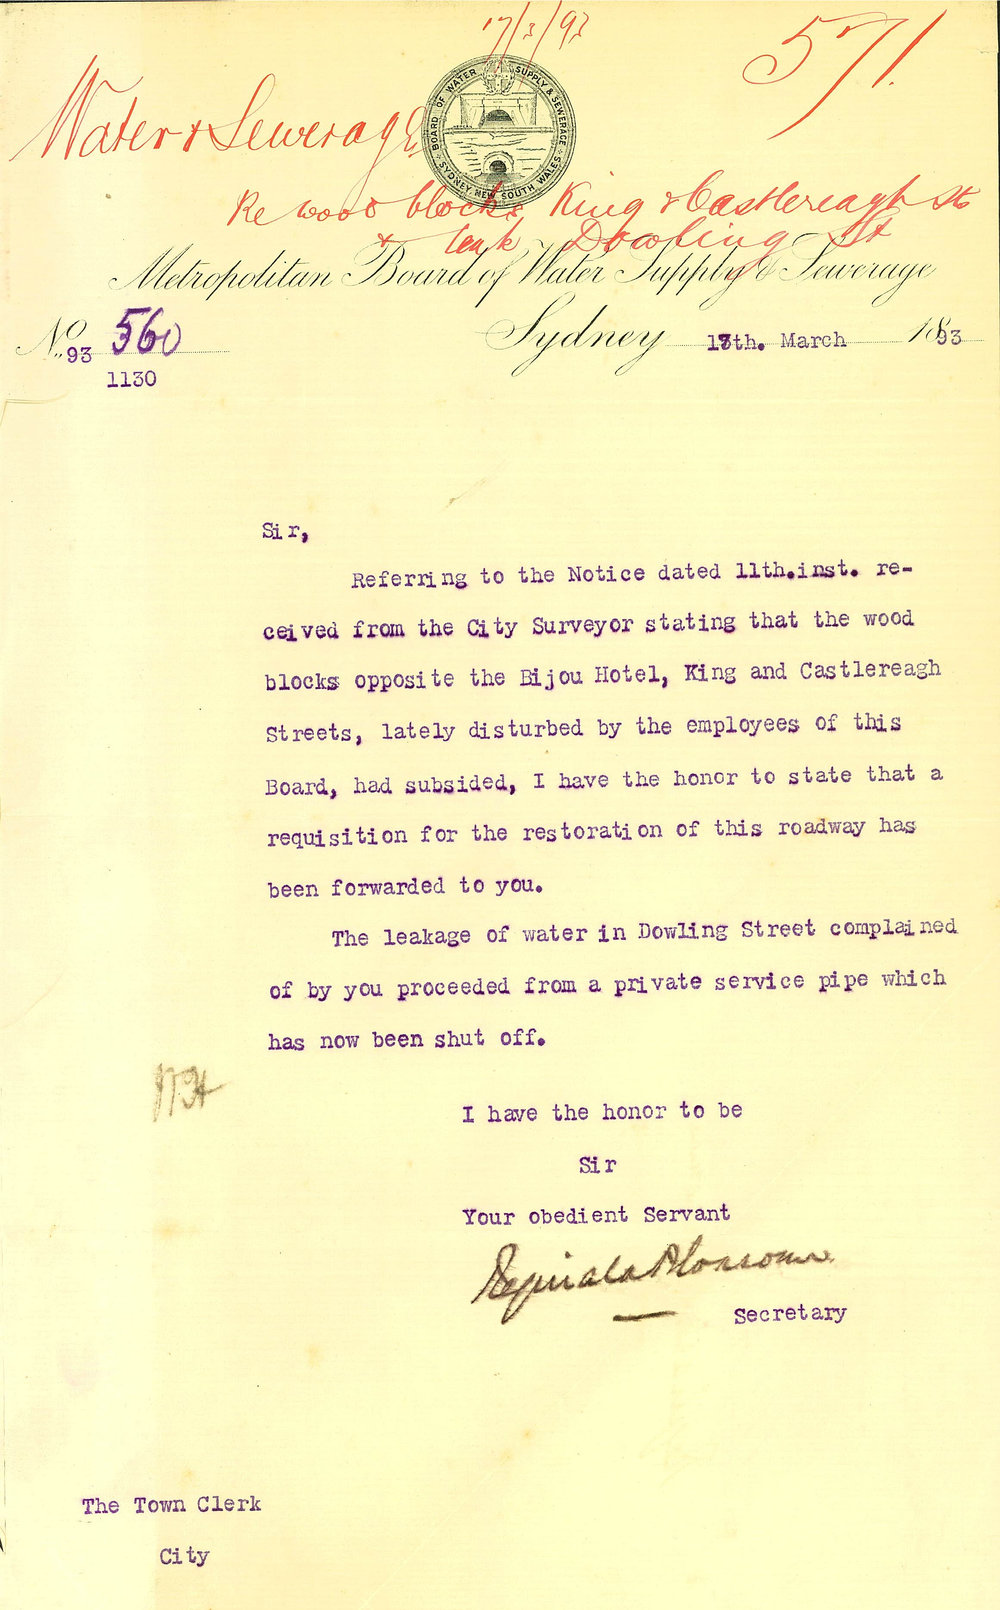 17/3/93
571.
Water & Sewerage
BOARD OF WATER SUPPLY & SEWERAGE
SYDNEY, NEW SOUTH WALES
Re wood blocks King & Castlereagh Sts
& leak Dowling St
Metropolitan Board of Water Supply & Sewerage
No. 93 560
1130
Sydney 17th. March 1893
Sir,
Referring to the Notice dated 11th.inst. re-
ceived from the City Surveyor stating that the wood
blocks opposite the Bijou Hotel, King and Castlereagh
Streets, lately disturbed by the employees of this
Board, had subsided, I have the honor to state that a
requisition for the restoration of this roadway has
been forwarded to you.
The leakage of water in Dowling Street complained
of by you proceeded from a private service pipe which
has now been shut off.
I have the honor to be
Sir
Your obedient Servant
Secretary
The Town Clerk
City